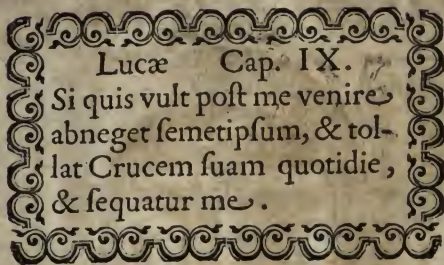 Lucæ Cap. IX.
Si quis vult poſt me venire
abneget ſemetipſum, & tol-
lat Crucem ſuam quotidie,
& ſequatur me.